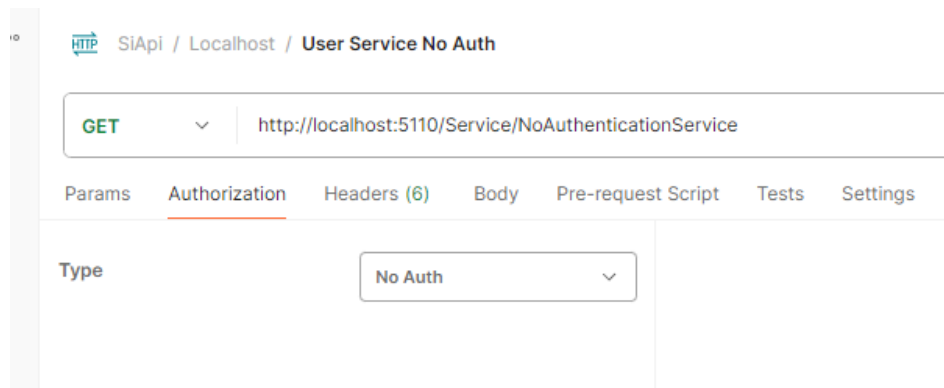 HTTP SiApi / Localhost / User Service No Auth
GET http://localhost:5110/Service/NoAuthenticationService
Params Authorization Headers (6) Body Pre-request Script Tests Settings
Type No Auth